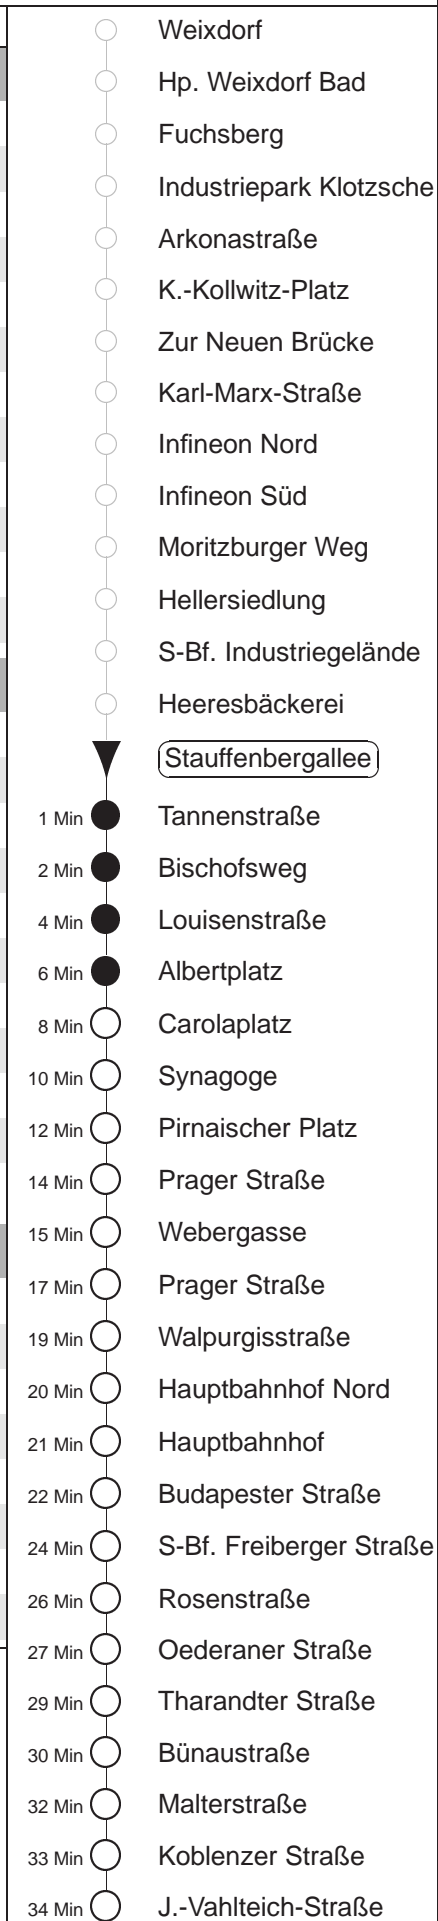 Weixdorf
Hp. Weixdorf Bad
Fuchsberg
Industriepark Klotzsche
Arkonastraße
K.-Kollwitz-Platz
Zur Neuen Brücke
Karl-Marx-Straße
Infineon Nord
Infineon Süd
Moritzburger Weg
Hellersiedlung
S-Bf. Industriegelände
Heeresbäckerei
Stauffenbergallee
1 Min Tannenstraße
2 Min Bischofsweg
4 Min Louisenstraße
6 Min Albertplatz
8 Min Carolaplatz
10 Min Synagoge
12 Min Pirnaischer Platz
14 Min Prager Straße
15 Min Webergasse
17 Min Prager Straße
19 Min Walpurgisstraße
20 Min Hauptbahnhof Nord
21 Min Hauptbahnhof
22 Min Budapester Straße
24 Min S-Bf. Freiberger Straße
26 Min Rosenstraße
27 Min Oederaner Straße
29 Min Tharandter Straße
30 Min Bünaustraße
32 Min Malterstraße
33 Min Koblenzer Straße
34 Min J.-Vahlteich-Straße